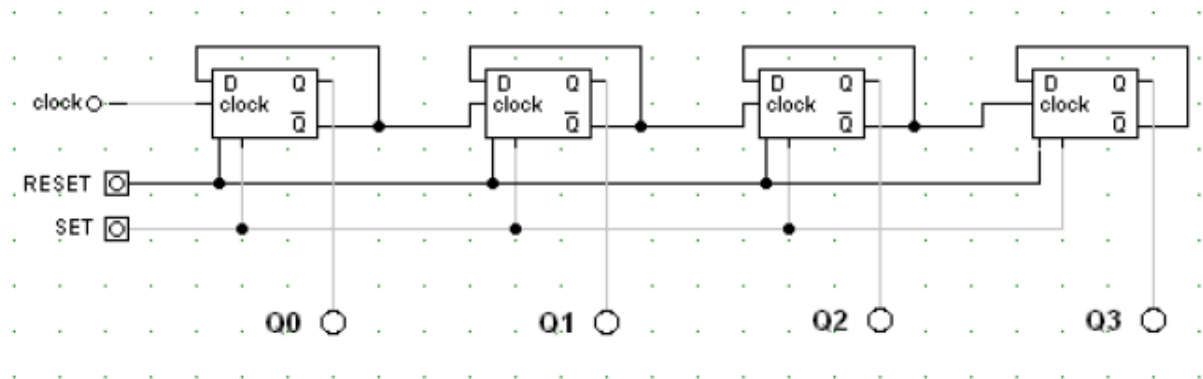 D Q D Q D Q D Q
clock clock clock clock clock
Q̅ Q̅ Q̅ Q̅
RESET
SET
Q0 Q1 Q2 Q3